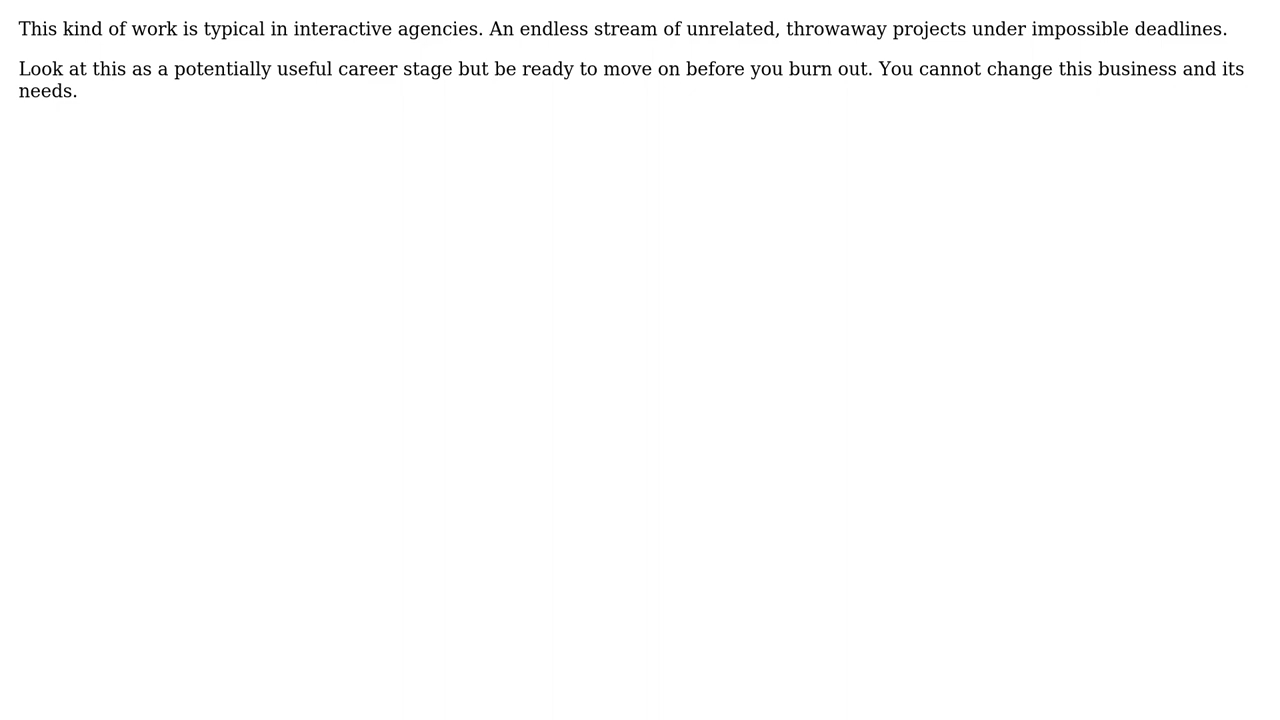 This kind of work is typical in interactive agencies. An endless stream of unrelated, throwaway projects under impossible deadlines.
Look at this as a potentially useful career stage but be ready to move on before you burn out. You cannot change this business and its
needs.